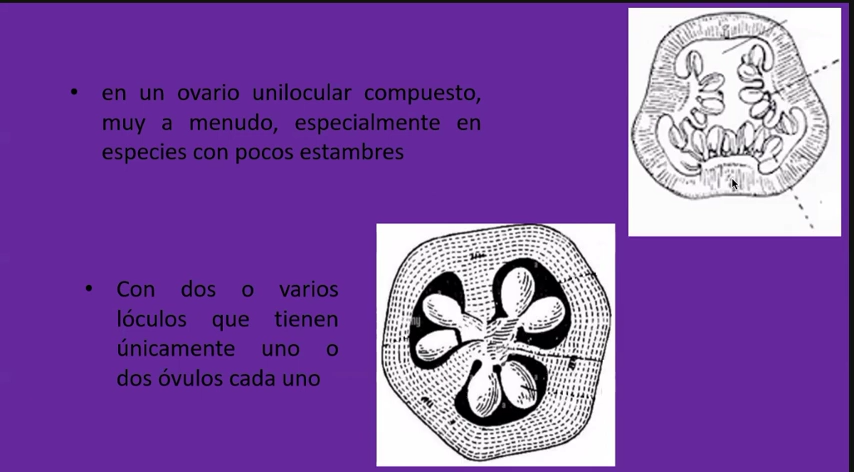 • en un ovario unilocular compuesto,
muy a menudo, especialmente en
especies con pocos estambres
• Con dos o varios
lóculos que tienen
únicamente uno o
dos óvulos cada uno